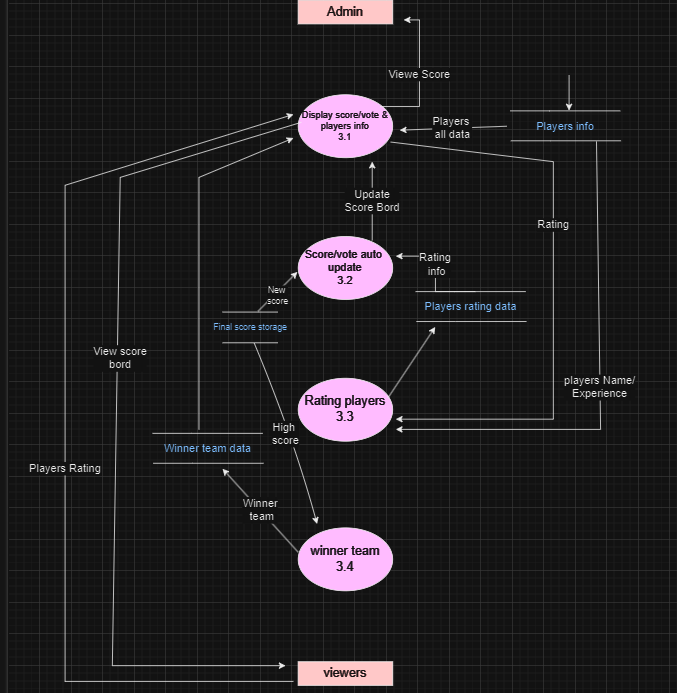 Admin
Viewe Score
Display score/vote &
players info
3.1
Players
all data
Players info
Update
Score Bord
Rating
Score/vote auto
update
3.2
Rating
info
New
score
Players rating data
Final score storage
View score
bord
players Name/
Experience
Rating players
3.3
High
score
Winner team data
Players Rating
Winner
team
winner team
3.4
viewers